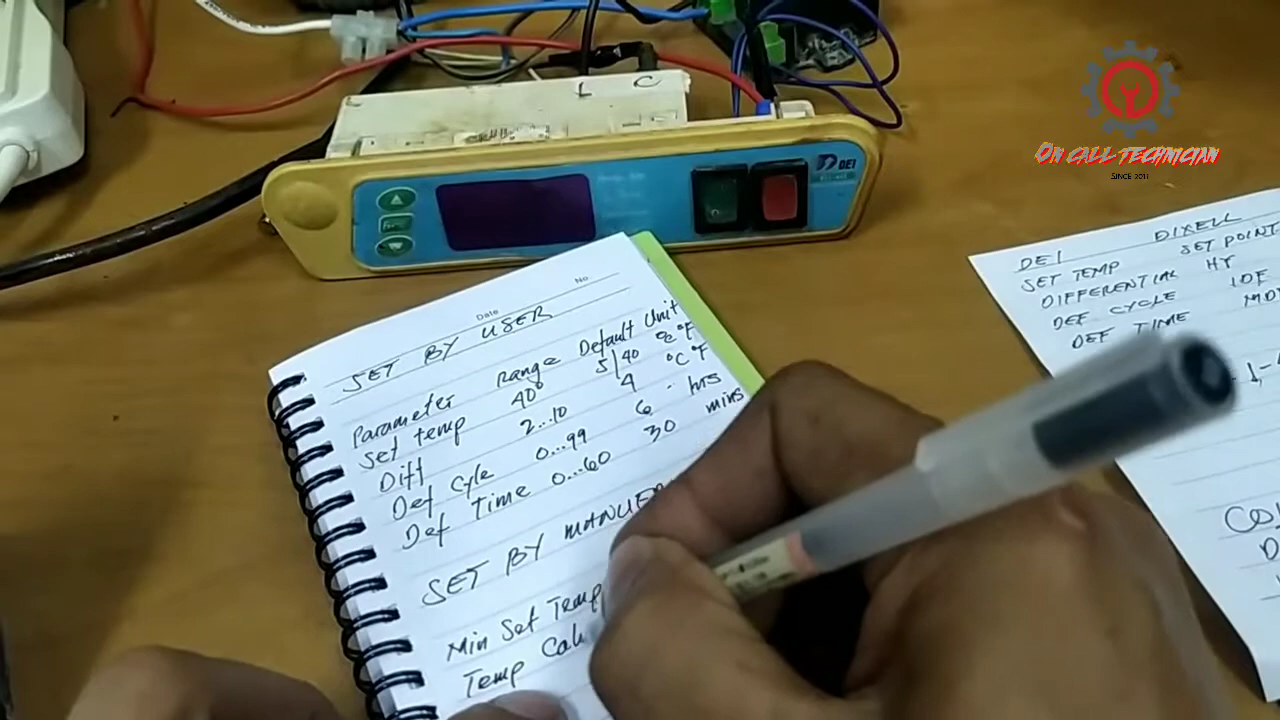 ON CALL TECHNICIAN
SINCE 2011
L C
DEI
Date No.
SET BY USER
Parameter Range Default Unit
Set temp 40° 5/40 °C °F
Diff 2...10 4 °C °F
Def Cycle 0...99 6 - hrs
Def Time 0...60 30 mins
SET BY MANUF
Min Set Temp
Temp Cali
DEI DIXELL
SET TEMP SET POINT
DIFFERENTIAL HY
DEF CYCLE IDF
DEF TIME